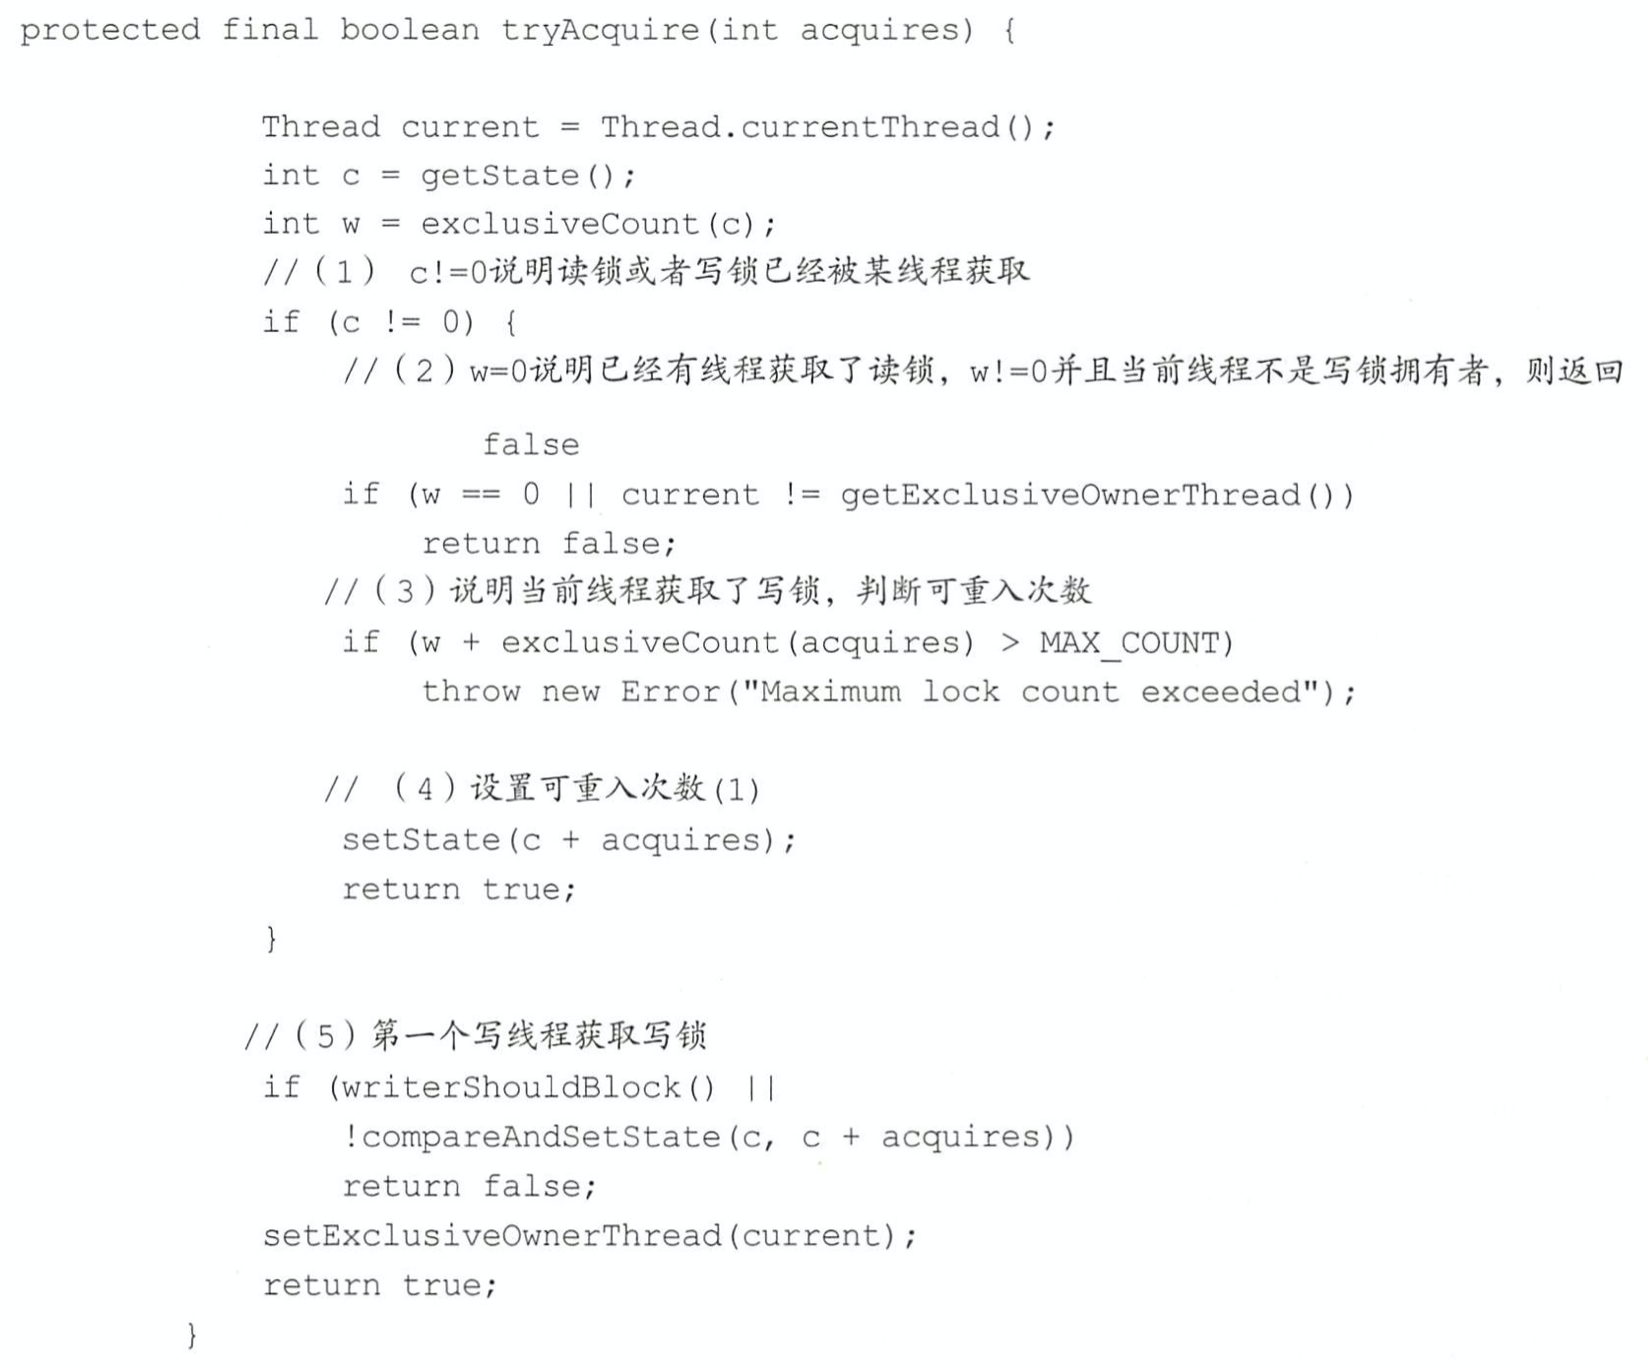 protected final boolean tryAcquire(int acquires) {
Thread current = Thread.currentThread();
int c = getState();
int w = exclusiveCount(c);
//（1） c!=0说明读锁或者写锁已经被某线程获取
if (c != 0) {
//（2）w=0说明已经有线程获取了读锁，w!=0并且当前线程不是写锁拥有者，则返回
false
if (w == 0 || current != getExclusiveOwnerThread())
return false;
//（3）说明当前线程获取了写锁，判断可重入次数
if (w + exclusiveCount(acquires) > MAX_COUNT)
throw new Error("Maximum lock count exceeded");
// （4）设置可重入次数(1)
setState(c + acquires);
return true;
}
//（5）第一个写线程获取写锁
if (writerShouldBlock() ||
!compareAndSetState(c, c + acquires))
return false;
setExclusiveOwnerThread(current);
return true;
}